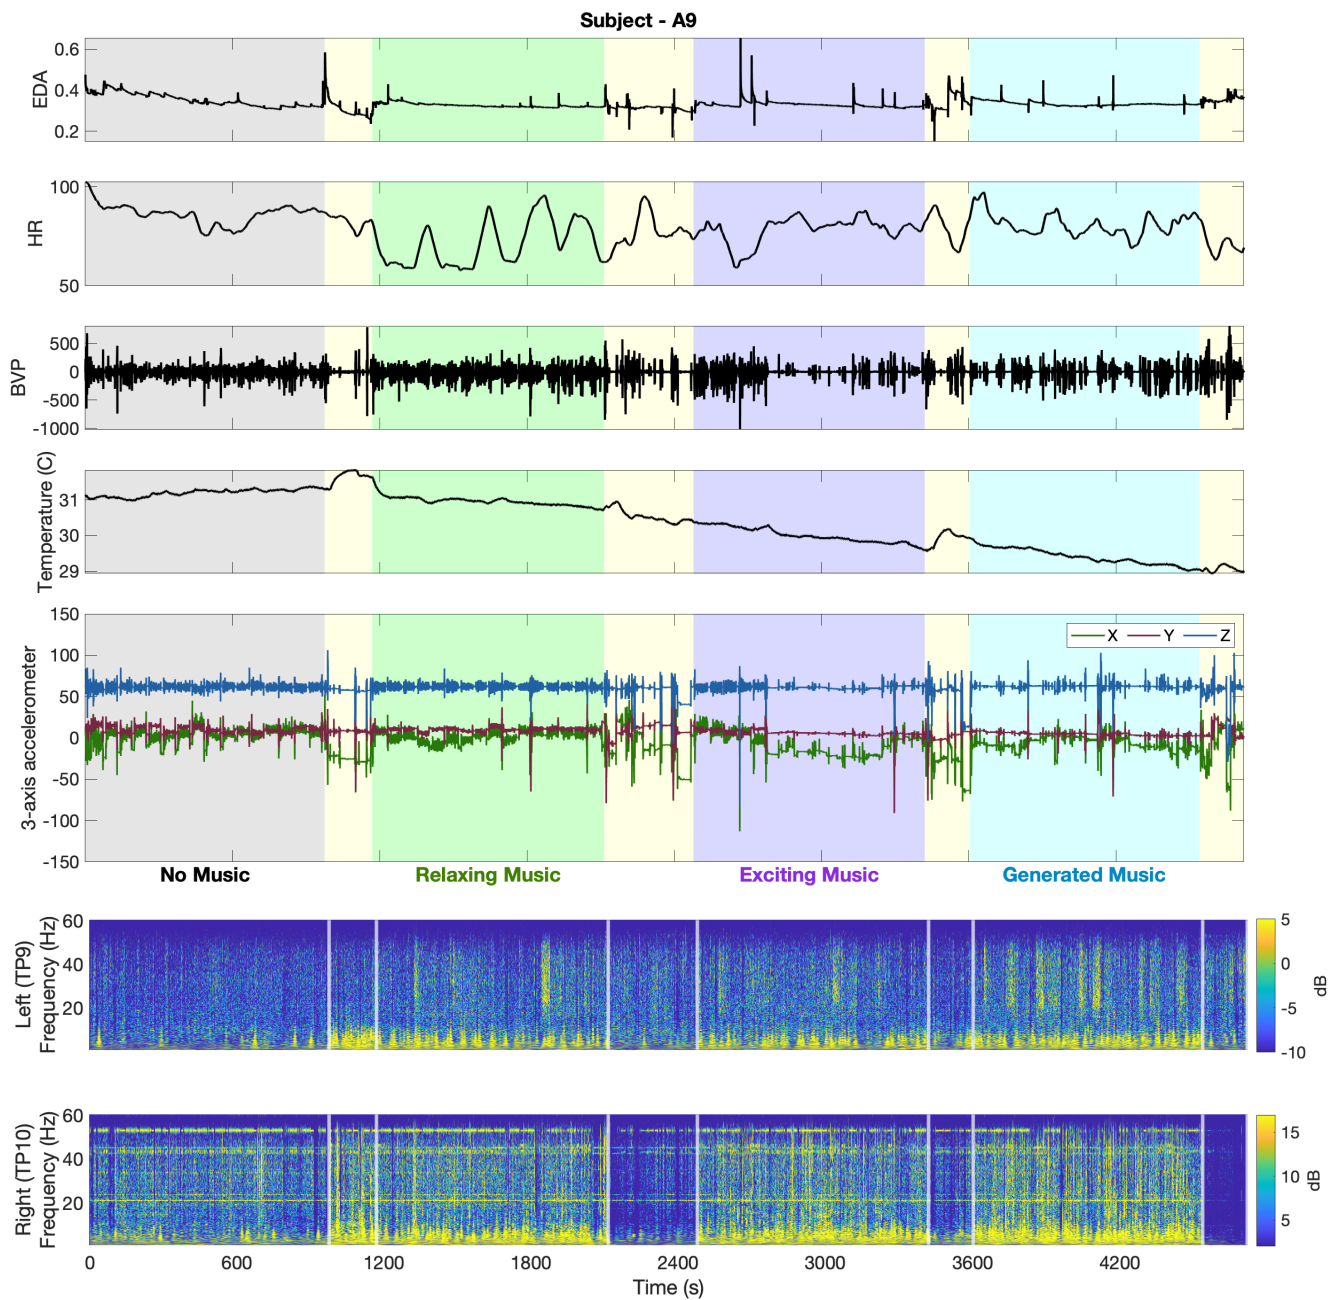 Subject - A9
EDA
0.6
0.4
0.2
HR
100
50
BVP
500
0
-500
-1000
Temperature (C)
31
30
29
3-axis accelerometer
150
100
50
0
-50
-100
-150
X Y Z
No Music Relaxing Music Exciting Music Generated Music
Left (TP9)
Frequency (Hz)
60
40
20
5
0
-5
-10
dB
Right (TP10)
Frequency (Hz)
60
40
20
15
10
5
dB
0 600 1200 1800 2400 3000 3600 4200
Time (s)